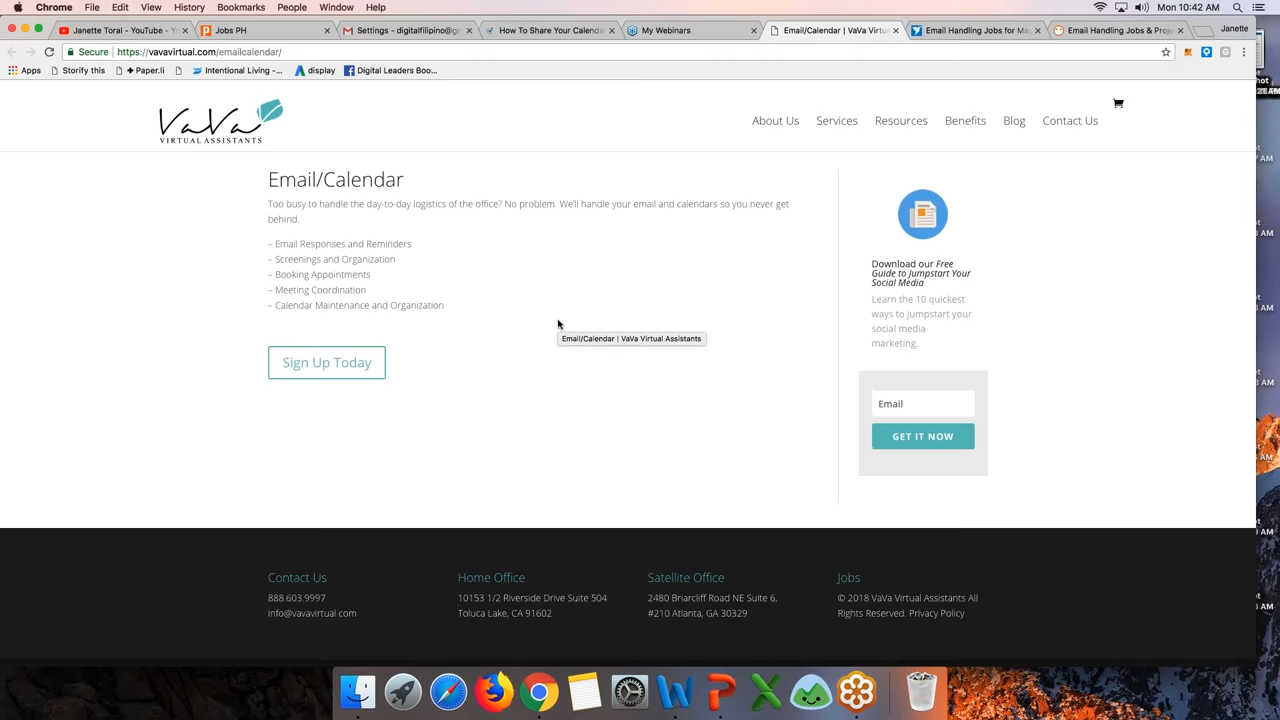 Chrome File Edit View History Bookmarks People Window Help
Mon 10:42 AM
Janette Toral - YouTube - Yo
Jobs PH
Settings - digitalfilipino@gm
How To Share Your Calendar
My Webinars
Email/Calendar | VaVa Virtu
Email Handling Jobs for Ma
Email Handling Jobs & Proje
Janette
Secure https://vavavirtual.com/emailcalendar/
Apps
Storify this
+ Paper.li
Intentional Living -...
display
Digital Leaders Boo...
VaVa
VIRTUAL ASSISTANTS
About Us Services Resources Benefits Blog Contact Us
Email/Calendar
Too busy to handle the day-to-day logistics of the office? No problem. We'll handle your email and calendars so you never get
behind.
– Email Responses and Reminders
– Screenings and Organization
– Booking Appointments
– Meeting Coordination
– Calendar Maintenance and Organization
Email/Calendar | VaVa Virtual Assistants
Sign Up Today
Download our Free
Guide to Jumpstart Your
Social Media
Learn the 10 quickest
ways to jumpstart your
social media
marketing.
Email
GET IT NOW
Contact Us
888.603.9997
info@vavavirtual.com
Home Office
10153 1/2 Riverside Drive Suite 504
Toluca Lake, CA 91602
Satellite Office
2480 Briarcliff Road NE Suite 6,
#210 Atlanta, GA 30329
Jobs
© 2018 VaVa Virtual Assistants All
Rights Reserved. Privacy Policy